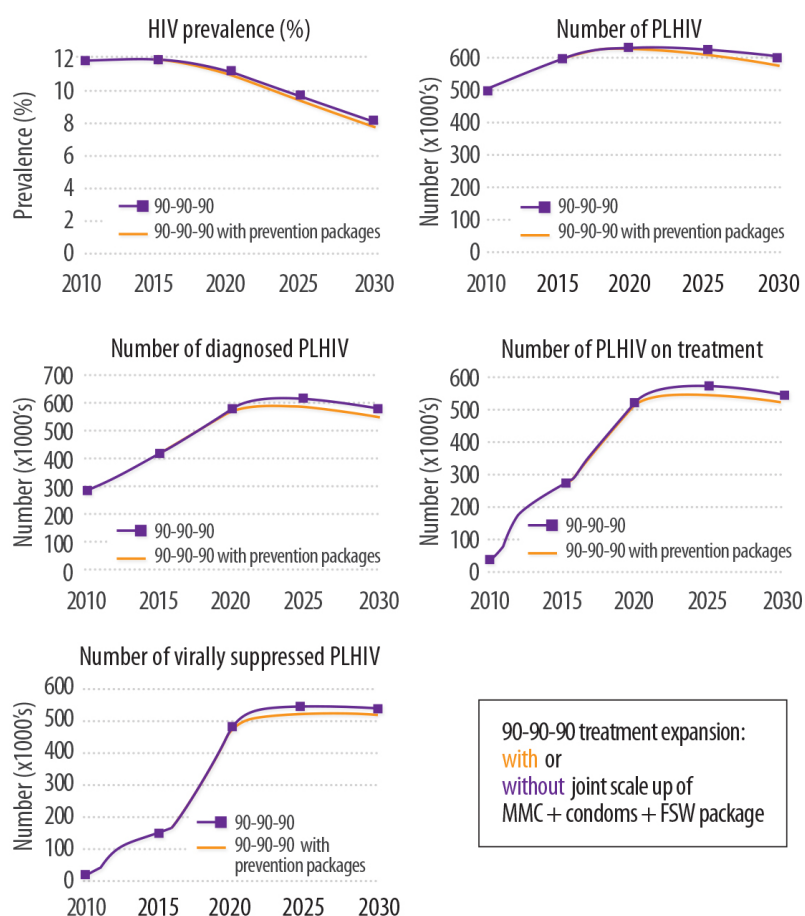 HIV prevalence (%)
Prevalence (%)
12
10
8
6
4
2
0
90-90-90
90-90-90 with prevention packages
2010 2015 2020 2025 2030
Number of PLHIV
Number (x1000's)
600
500
400
300
200
100
0
90-90-90
90-90-90 with prevention packages
2010 2015 2020 2025 2030
Number of diagnosed PLHIV
Number (x1000's)
700
600
500
400
300
200
100
0
90-90-90
90-90-90 with prevention packages
2010 2015 2020 2025 2030
Number of PLHIV on treatment
Number (x1000's)
600
500
400
300
200
100
0
90-90-90
90-90-90 with prevention packages
2010 2015 2020 2025 2030
Number of virally suppressed PLHIV
Number (x1000's)
600
500
400
300
200
100
0
90-90-90
90-90-90 with
prevention packages
2010 2015 2020 2025 2030
90-90-90 treatment expansion:
with or
without joint scale up of
MMC + condoms + FSW package